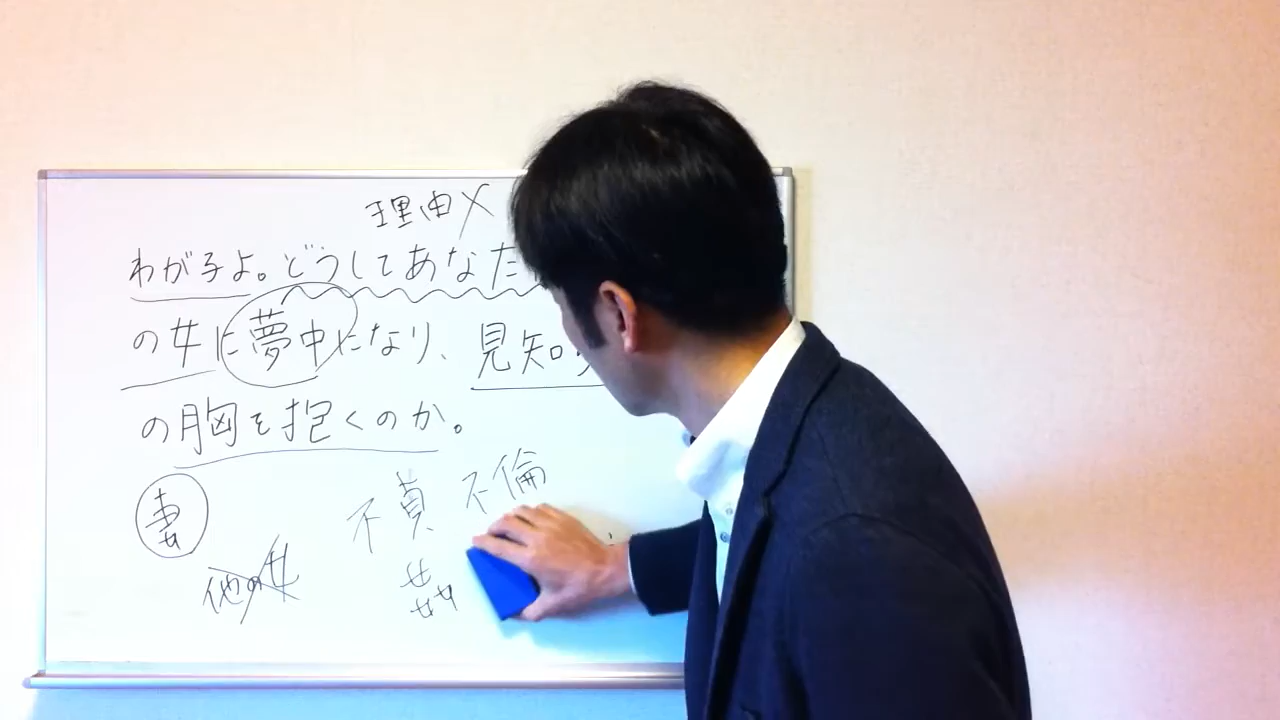 理由×
わが子よ。どうしてあなた
の女に夢中になり、見知
の胸を抱くのか。
妻
不貞 不倫
他の女
姦